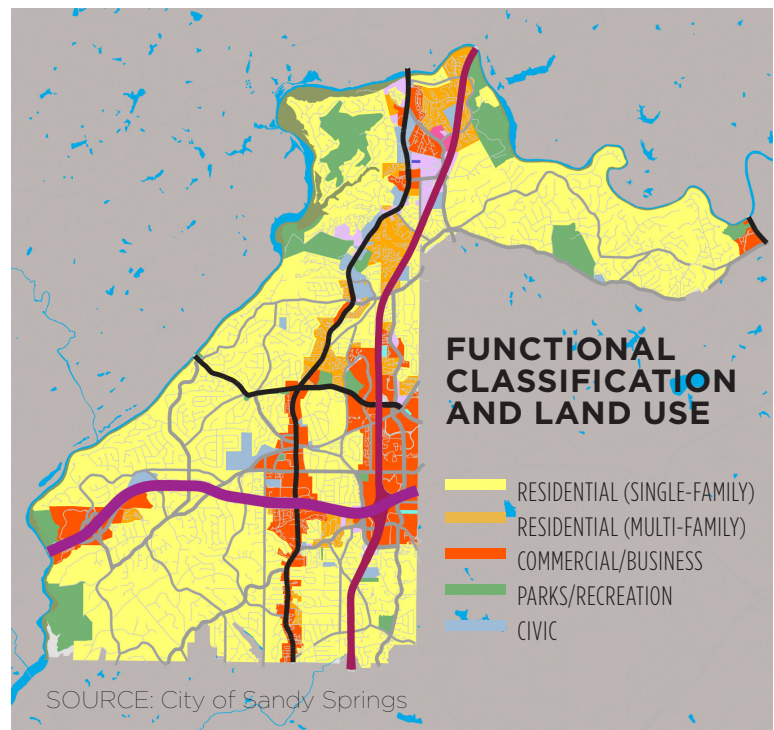 FUNCTIONAL
CLASSIFICATION
AND LAND USE
RESIDENTIAL (SINGLE-FAMILY)
RESIDENTIAL (MULTI-FAMILY)
COMMERCIAL/BUSINESS
PARKS/RECREATION
CIVIC
SOURCE: City of Sandy Springs